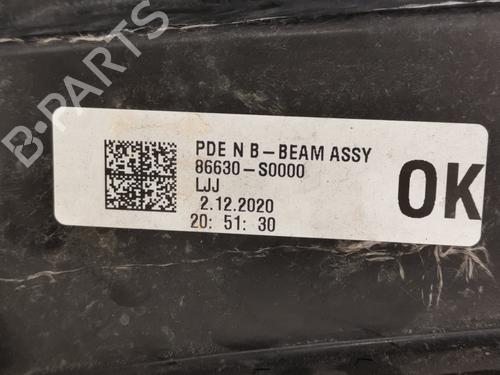 PDE N B-BEAM ASSY
86630-S0000
LJJ
2.12.2020
20: 51: 30
OK
B-PARTS